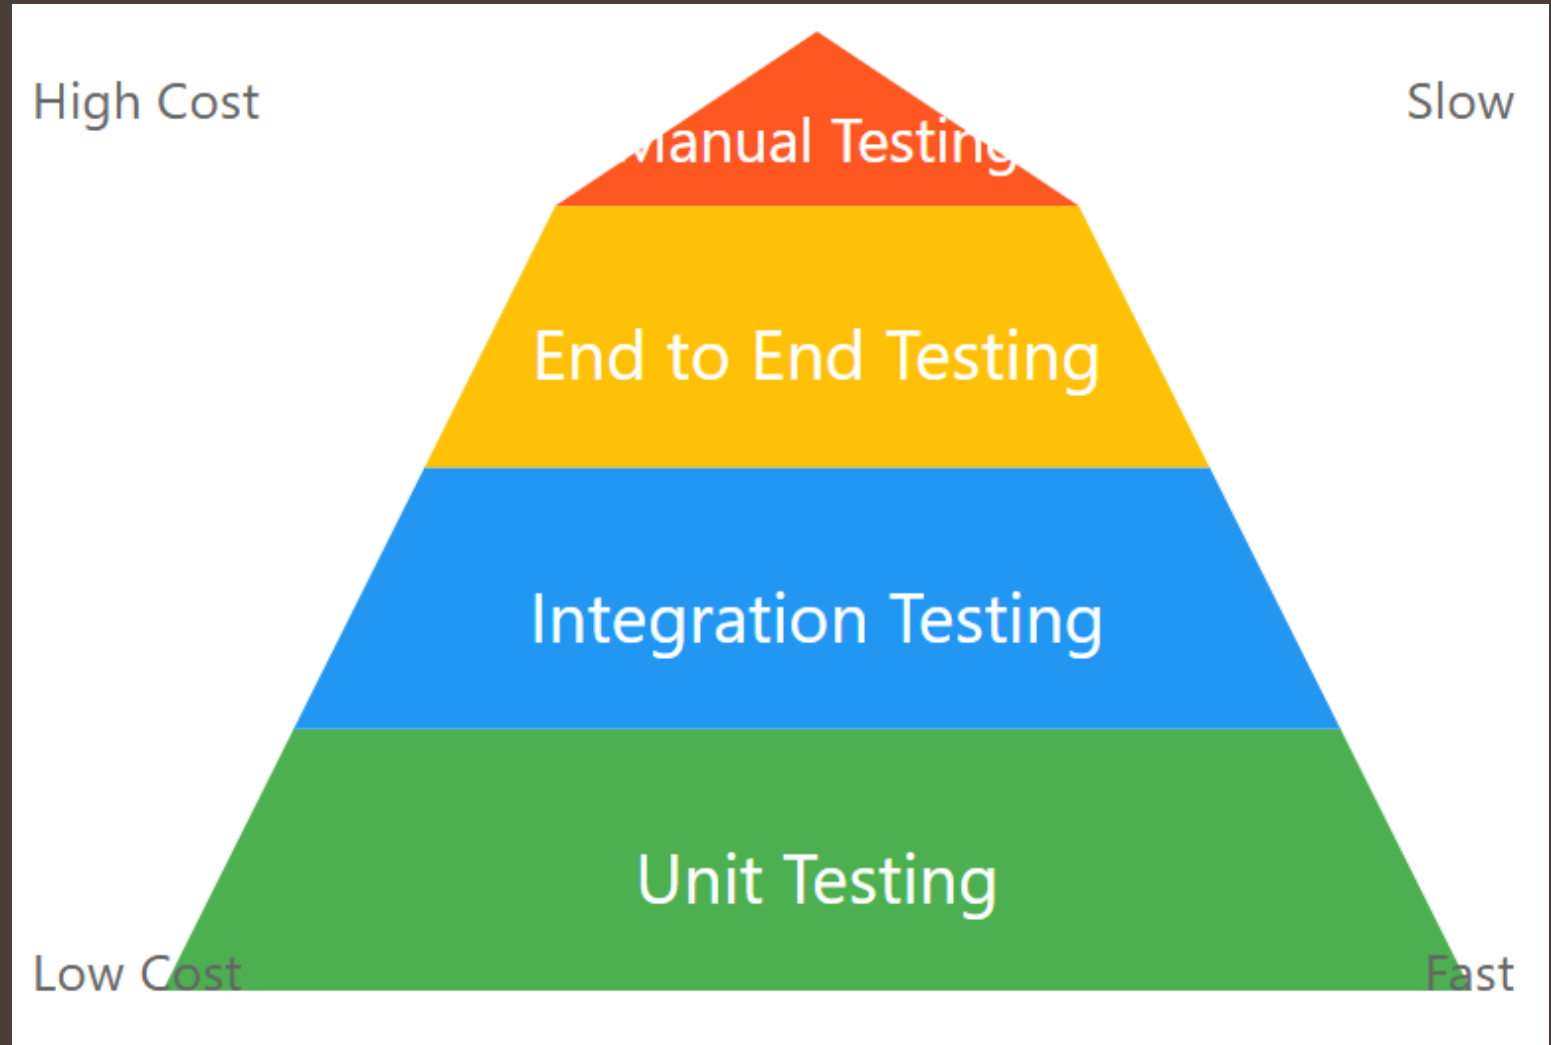 High Cost
Slow
Manual Testing
End to End Testing
Integration Testing
Unit Testing
Low Cost
Fast